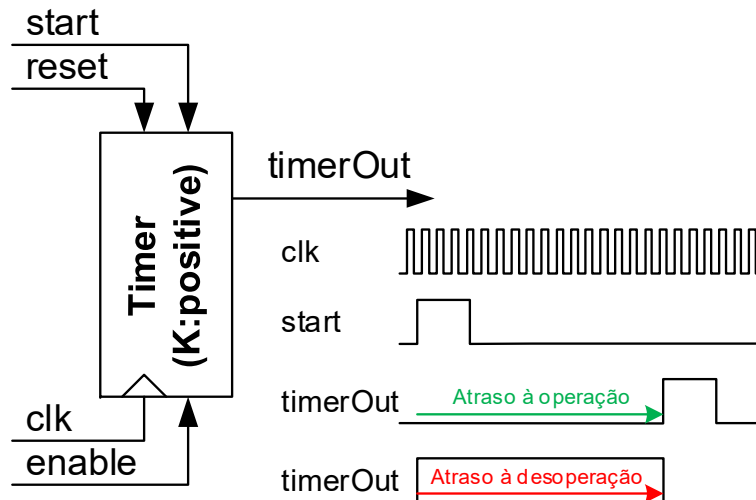 start
reset
timerOut
Timer
(K:positive)
clk
enable
clk
start
timerOut
Atraso à operação
timerOut
Atraso à desoperação